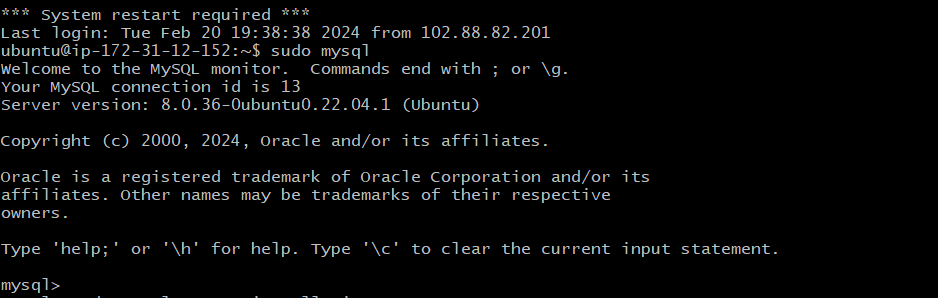 *** System restart required ***
Last login: Tue Feb 20 19:38:38 2024 from 102.88.82.201
ubuntu@ip-172-31-12-152:~$ sudo mysql
Welcome to the MySQL monitor.  Commands end with ; or \g.
Your MySQL connection id is 13
Server version: 8.0.36-0ubuntu0.22.04.1 (Ubuntu)
Copyright (c) 2000, 2024, Oracle and/or its affiliates.
Oracle is a registered trademark of Oracle Corporation and/or its
affiliates. Other names may be trademarks of their respective
owners.
Type 'help;' or '\h' for help. Type '\c' to clear the current input statement.
mysql>